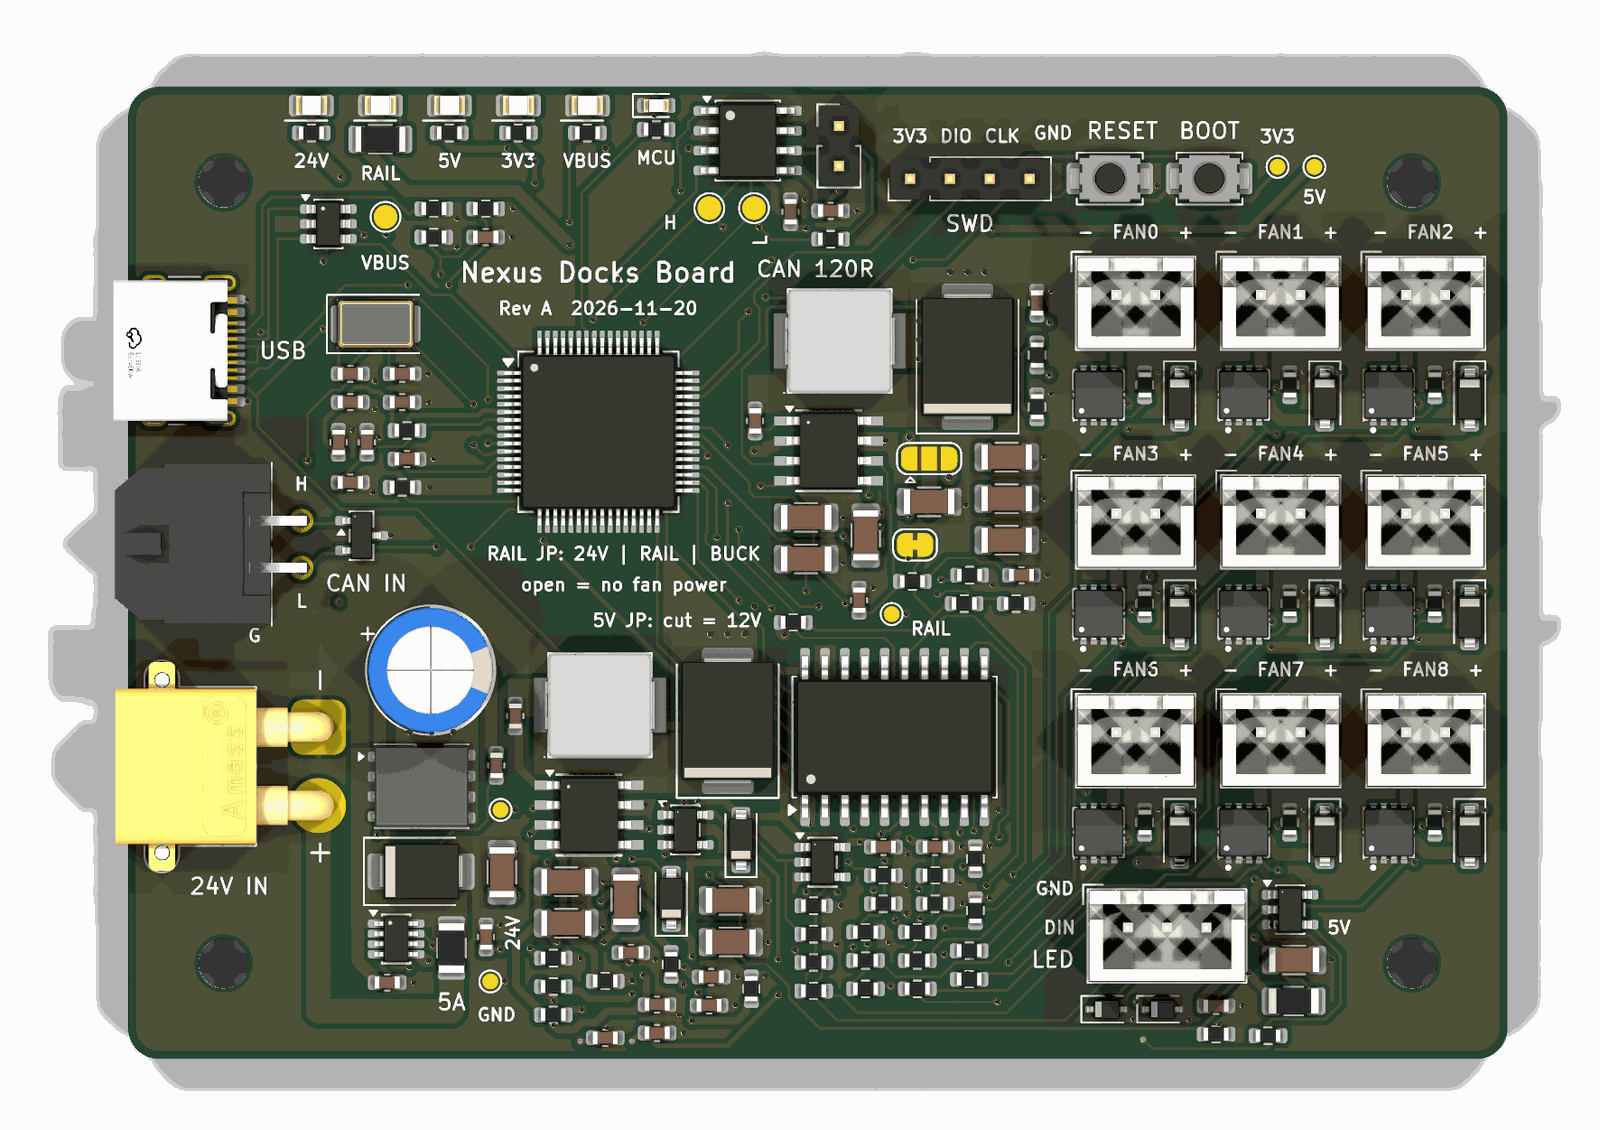 24V
RAIL
5V
3V3
VBUS
MCU
3V3 DIO CLK GND RESET BOOT 3V3
5V
H
L
SWD
VBUS
Nexus Docks Board
CAN 120R
Rev A 2026-11-20
USB
- FAN0 + - FAN1 + - FAN2 +
- FAN3 + - FAN4 + - FAN5 +
H
CAN IN
L
G
RAIL JP: 24V | RAIL | BUCK
open = no fan power
5V JP: cut = 12V
RAIL
- FAN6 + - FAN7 + - FAN8 +
+
-
Amass
+
24V IN
24V
5A
GND
GND
DIN
LED
5V